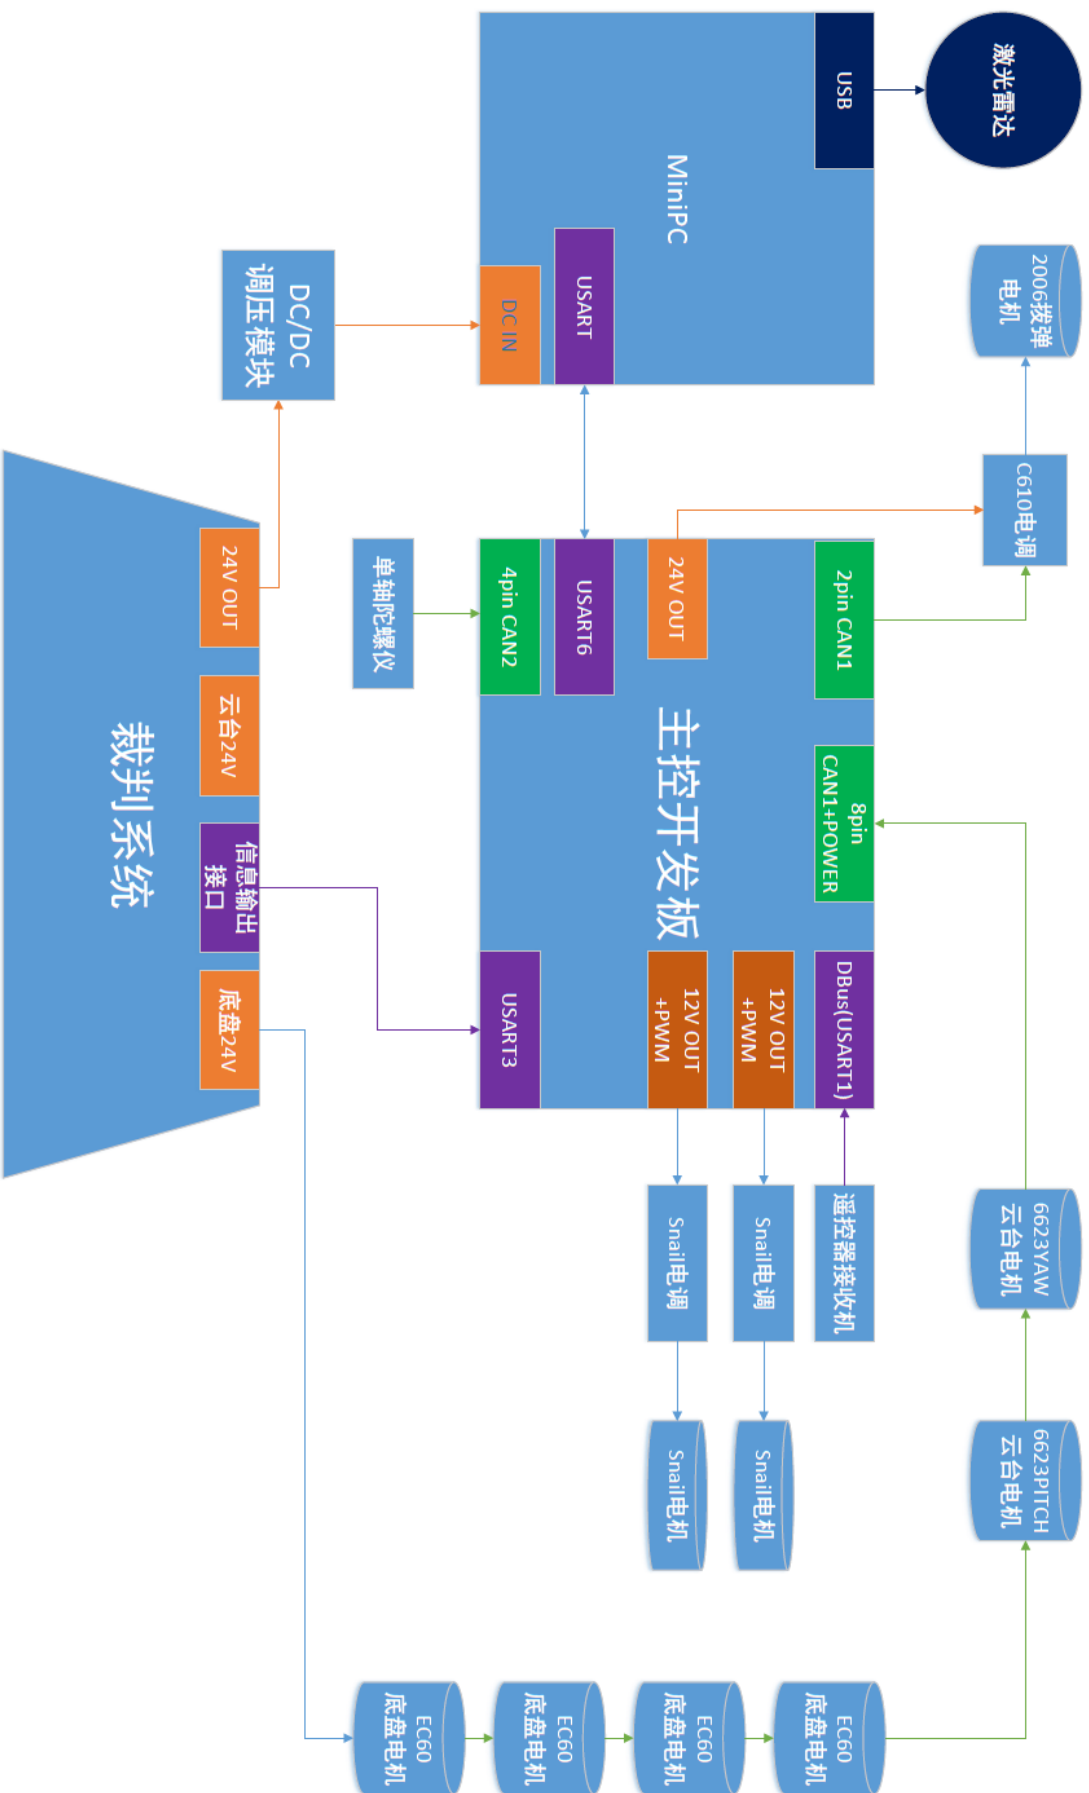 激光雷达
USB
MiniPC
USART
DC IN
DC/DC
调压模块
2006拨弹
电机
C610电调
2pin CAN1
24V OUT
USART6
4pin CAN2
单轴陀螺仪
8pin
CAN1+POWER
主控开发板
DBus(USART1)
12V OUT
+PWM
12V OUT
+PWM
USART3
24V OUT
云台24V
信息输出
接口
底盘24V
裁判系统
遥控器接收机
Snail电调
Snail电调
Snail电机
Snail电机
6623YAW
云台电机
6623PITCH
云台电机
EC60
底盘电机
EC60
底盘电机
EC60
底盘电机
EC60
底盘电机